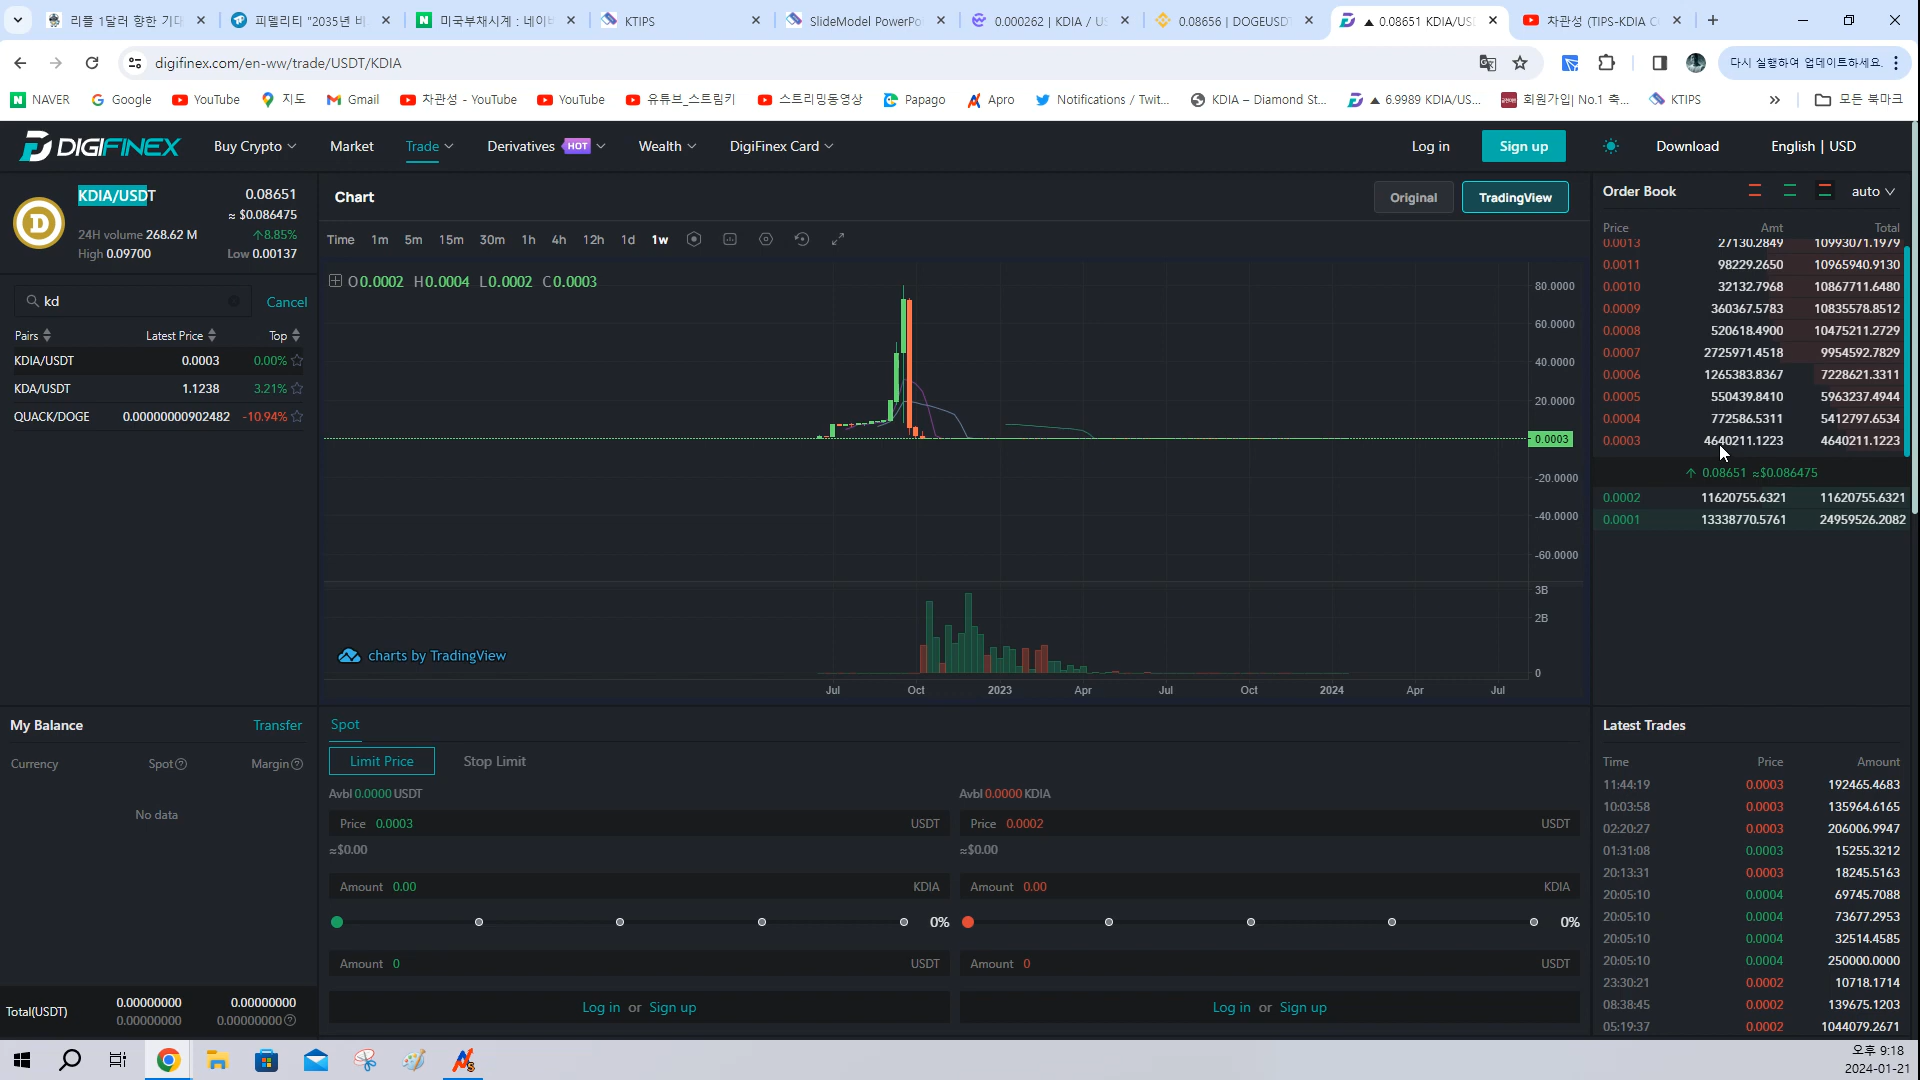 리플 1달러 향한 기대
피델리티 "2035년 비
미국부채시계 : 네이버
KTIPS
SlideModel PowerPo
0.000262 | KDIA / US
0.08656 | DOGEUSDT
▲ 0.08651 KDIA/US
차관성 (TIPS-KDIA C
digifinex.com/en-ww/trade/USDT/KDIA
다시 실행하여 업데이트하세요.
NAVER Google YouTube 지도 Gmail 차관성 - YouTube YouTube 유튜브_스트림키 스트리밍동영상 Papago Apro Notifications / Twit... KDIA – Diamond St... ▲ 6.9989 KDIA/US... 회원가입| No.1 축... KTIPS » 모든 북마크
DIGIFINEX Buy Crypto Market Trade Derivatives HOT Wealth DigiFinex Card Log in Sign up Download English | USD
KDIA/USDT 0.08651
≈ $0.086475
24H volume 268.62 M ↑8.85%
High 0.09700 Low 0.00137
kd Cancel
Pairs Latest Price Top
KDIA/USDT 0.0003 0.00%
KDA/USDT 1.1238 3.21%
QUACK/DOGE 0.00000000902482 -10.94%
Chart Original TradingView
Time 1m 5m 15m 30m 1h 4h 12h 1d 1w
O0.0002 H0.0004 L0.0002 C0.0003
80.0000
60.0000
40.0000
20.0000
0.0003
-20.0000
-40.0000
-60.0000
3B
2B
0
charts by TradingView
Jul Oct 2023 Apr Jul Oct 2024 Apr Jul
Order Book auto
Price Amt Total
0.0013 27130.2849 10993071.1979
0.0011 98229.2650 10965940.9130
0.0010 32132.7968 10867711.6480
0.0009 360367.5783 10835578.8512
0.0008 520618.4900 10475211.2729
0.0007 2725971.4518 9954592.7829
0.0006 1265383.8367 7228621.3311
0.0005 550439.8410 5963237.4944
0.0004 772586.5311 5412797.6534
0.0003 4640211.1223 4640211.1223
↑ 0.08651 ≈$0.086475
0.0002 11620755.6321 11620755.6321
0.0001 13338770.5761 24959526.2082
My Balance Transfer
Currency Spot Margin
No data
Total(USDT) 0.00000000 0.00000000
0.00000000 0.00000000
Spot
Limit Price Stop Limit
Avbl 0.0000 USDT Avbl 0.0000 KDIA
Price 0.0003 USDT Price 0.0002 USDT
≈$0.00 ≈$0.00
Amount 0.00 KDIA Amount 0.00 KDIA
0% 0%
Amount 0 USDT Amount 0 USDT
Log in or Sign up Log in or Sign up
Latest Trades
Time Price Amount
11:44:19 0.0003 192465.4683
10:03:58 0.0003 135964.6165
02:20:27 0.0003 206006.9947
01:31:08 0.0003 15255.3212
20:13:31 0.0003 18245.5163
20:05:10 0.0004 69745.7088
20:05:10 0.0004 73677.2953
20:05:10 0.0004 32514.4585
20:05:10 0.0004 250000.0000
23:30:21 0.0002 10718.1714
08:38:45 0.0002 139675.1203
05:19:37 0.0002 1044079.2671
오후 9:18
2024-01-21